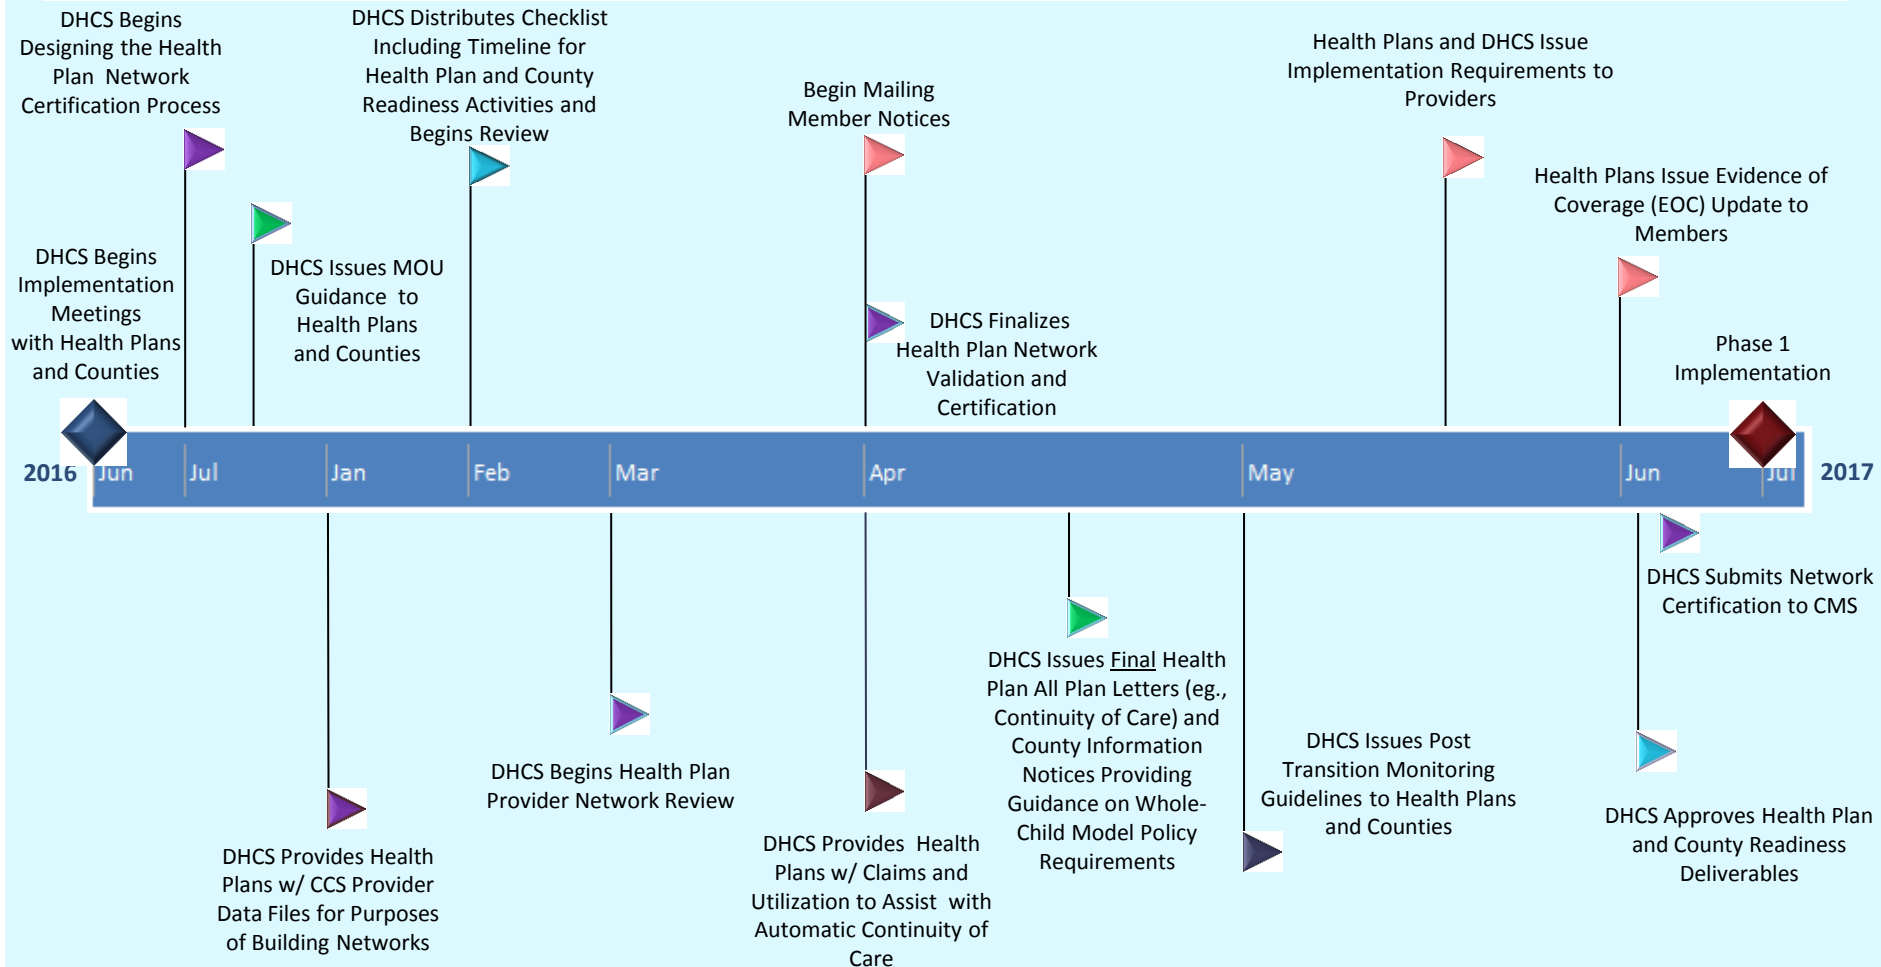 DHCS Begins
Designing the Health
Plan Network
Certification Process
DHCS Distributes Checklist
Including Timeline for
Health Plan and County
Readiness Activities and
Begins Review
Begin Mailing
Member Notices
Health Plans and DHCS Issue
Implementation Requirements to
Providers
Health Plans Issue Evidence of
Coverage (EOC) Update to
Members
DHCS Begins
Implementation
Meetings
with Health Plans
and Counties
DHCS Issues MOU
Guidance to
Health Plans
and Counties
DHCS Finalizes
Health Plan Network
Validation and
Certification
Phase 1
Implementation
2016 Jun Jul Jan Feb Mar Apr May Jun Jul 2017
DHCS Submits Network
Certification to CMS
DHCS Issues Final Health
Plan All Plan Letters (eg.,
Continuity of Care) and
County Information
Notices Providing
Guidance on Whole-
Child Model Policy
Requirements
DHCS Issues Post
Transition Monitoring
Guidelines to Health Plans
and Counties
DHCS Begins Health Plan
Provider Network Review
DHCS Approves Health Plan
and County Readiness
Deliverables
DHCS Provides Health
Plans w/ Claims and
Utilization to Assist with
Automatic Continuity of
Care
DHCS Provides Health
Plans w/ CCS Provider
Data Files for Purposes
of Building Networks